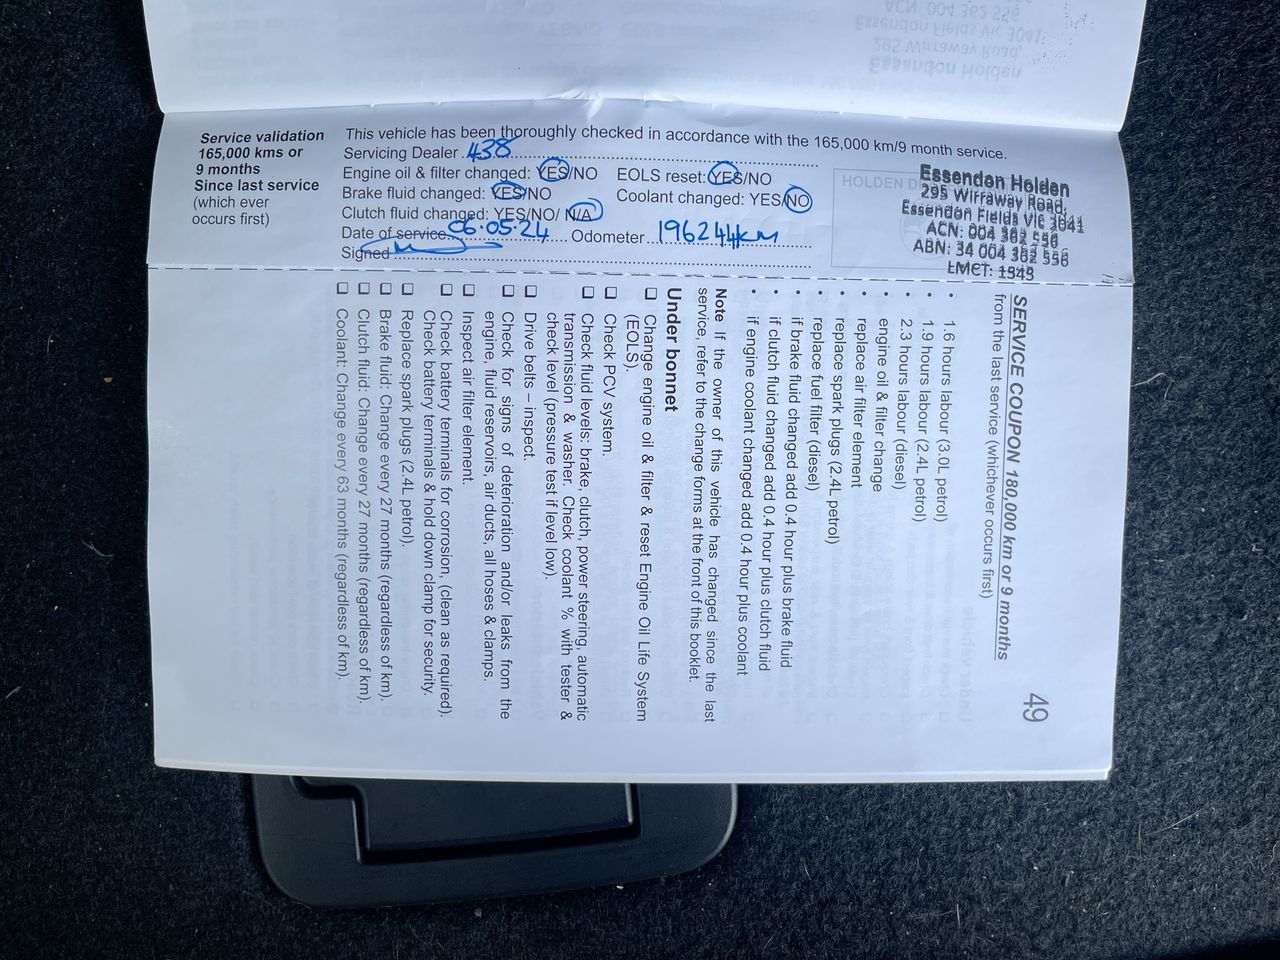 Service validation
165,000 kms or
9 months
Since last service
(which ever
occurs first)
This vehicle has been thoroughly checked in accordance with the 165,000 km/9 month service.
Servicing Dealer 438
Engine oil & filter changed: YES/NO EOLS reset: YES/NO
Brake fluid changed: YES/NO Coolant changed: YES/NO
Clutch fluid changed: YES/NO/ N/A
Date of service 06.05.24 Odometer 196244km
Signed
HOLDEN D
Essendon Holden
295 Wirraway Road,
Essendon Fields Vic 3041
ACN: 004 362 556
ABN: 34 004 362 556
LMCT: 1545
49
SERVICE COUPON 180,000 km or 9 months
from the last service (whichever occurs first)
• 1.6 hours labour (3.0L petrol)
• 1.9 hours labour (2.4L petrol)
• 2.3 hours labour (diesel)
• engine oil & filter change
• replace air filter element
• replace spark plugs (2.4L petrol)
• replace fuel filter (diesel)
• if brake fluid changed add 0.4 hour plus brake fluid
• if clutch fluid changed add 0.4 hour plus clutch fluid
• if engine coolant changed add 0.4 hour plus coolant
Note If the owner of this vehicle has changed since the last
service, refer to the change forms at the front of this booklet.
Under bonnet
❑ Change engine oil & filter & reset Engine Oil Life System
(EOLS).
❑ Check PCV system.
❑ Check fluid levels: brake, clutch, power steering, automatic
transmission & washer. Check coolant % with tester &
check level (pressure test if level low).
❑ Drive belts – inspect.
❑ Check for signs of deterioration and/or leaks from the
engine, fluid reservoirs, air ducts, all hoses & clamps.
❑ Inspect air filter element.
❑ Check battery terminals for corrosion, (clean as required).
Check battery terminals & hold down clamp for security.
❑ Replace spark plugs (2.4L petrol).
❑ Brake fluid: Change every 27 months (regardless of km).
❑ Clutch fluid: Change every 27 months (regardless of km).
❑ Coolant: Change every 63 months (regardless of km).